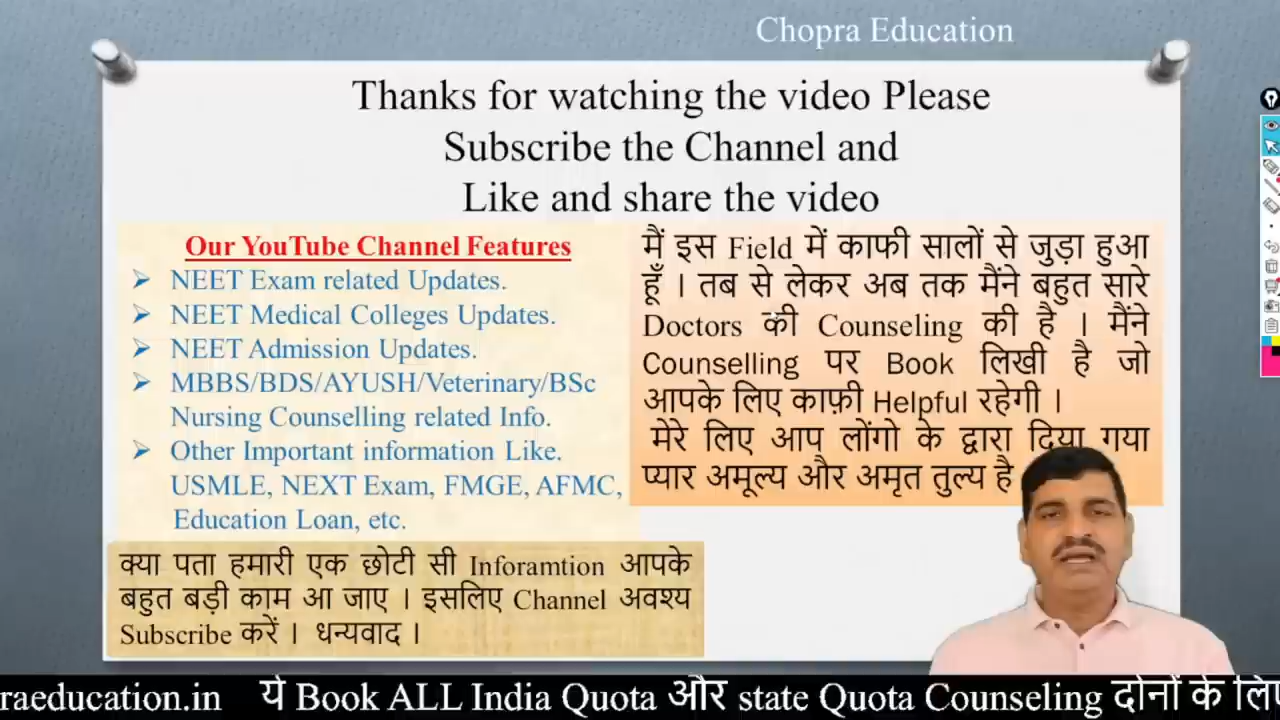 Chopra Education
Thanks for watching the video Please
Subscribe the Channel and
Like and share the video
Our YouTube Channel Features
NEET Exam related Updates.
NEET Medical Colleges Updates.
NEET Admission Updates.
MBBS/BDS/AYUSH/Veterinary/BSc
Nursing Counselling related Info.
Other Important information Like.
USMLE, NEXT Exam, FMGE, AFMC,
Education Loan, etc.
मैं इस Field में काफी सालों से जुड़ा हुआ
हूँ । तब से लेकर अब तक मैंने बहुत सारे
Doctors की Counseling की है । मैंने
Counselling पर Book लिखी है जो
आपके लिए काफ़ी Helpful रहेगी ।
मेरे लिए आप लोंगो के द्वारा दिया गया
प्यार अमूल्य और अमृत तुल्य है
क्या पता हमारी एक छोटी सी Inforamtion आपके
बहुत बड़ी काम आ जाए । इसलिए Channel अवश्य
Subscribe करें । धन्यवाद ।
raeducation.in ये Book ALL India Quota और state Quota Counseling दोनों के